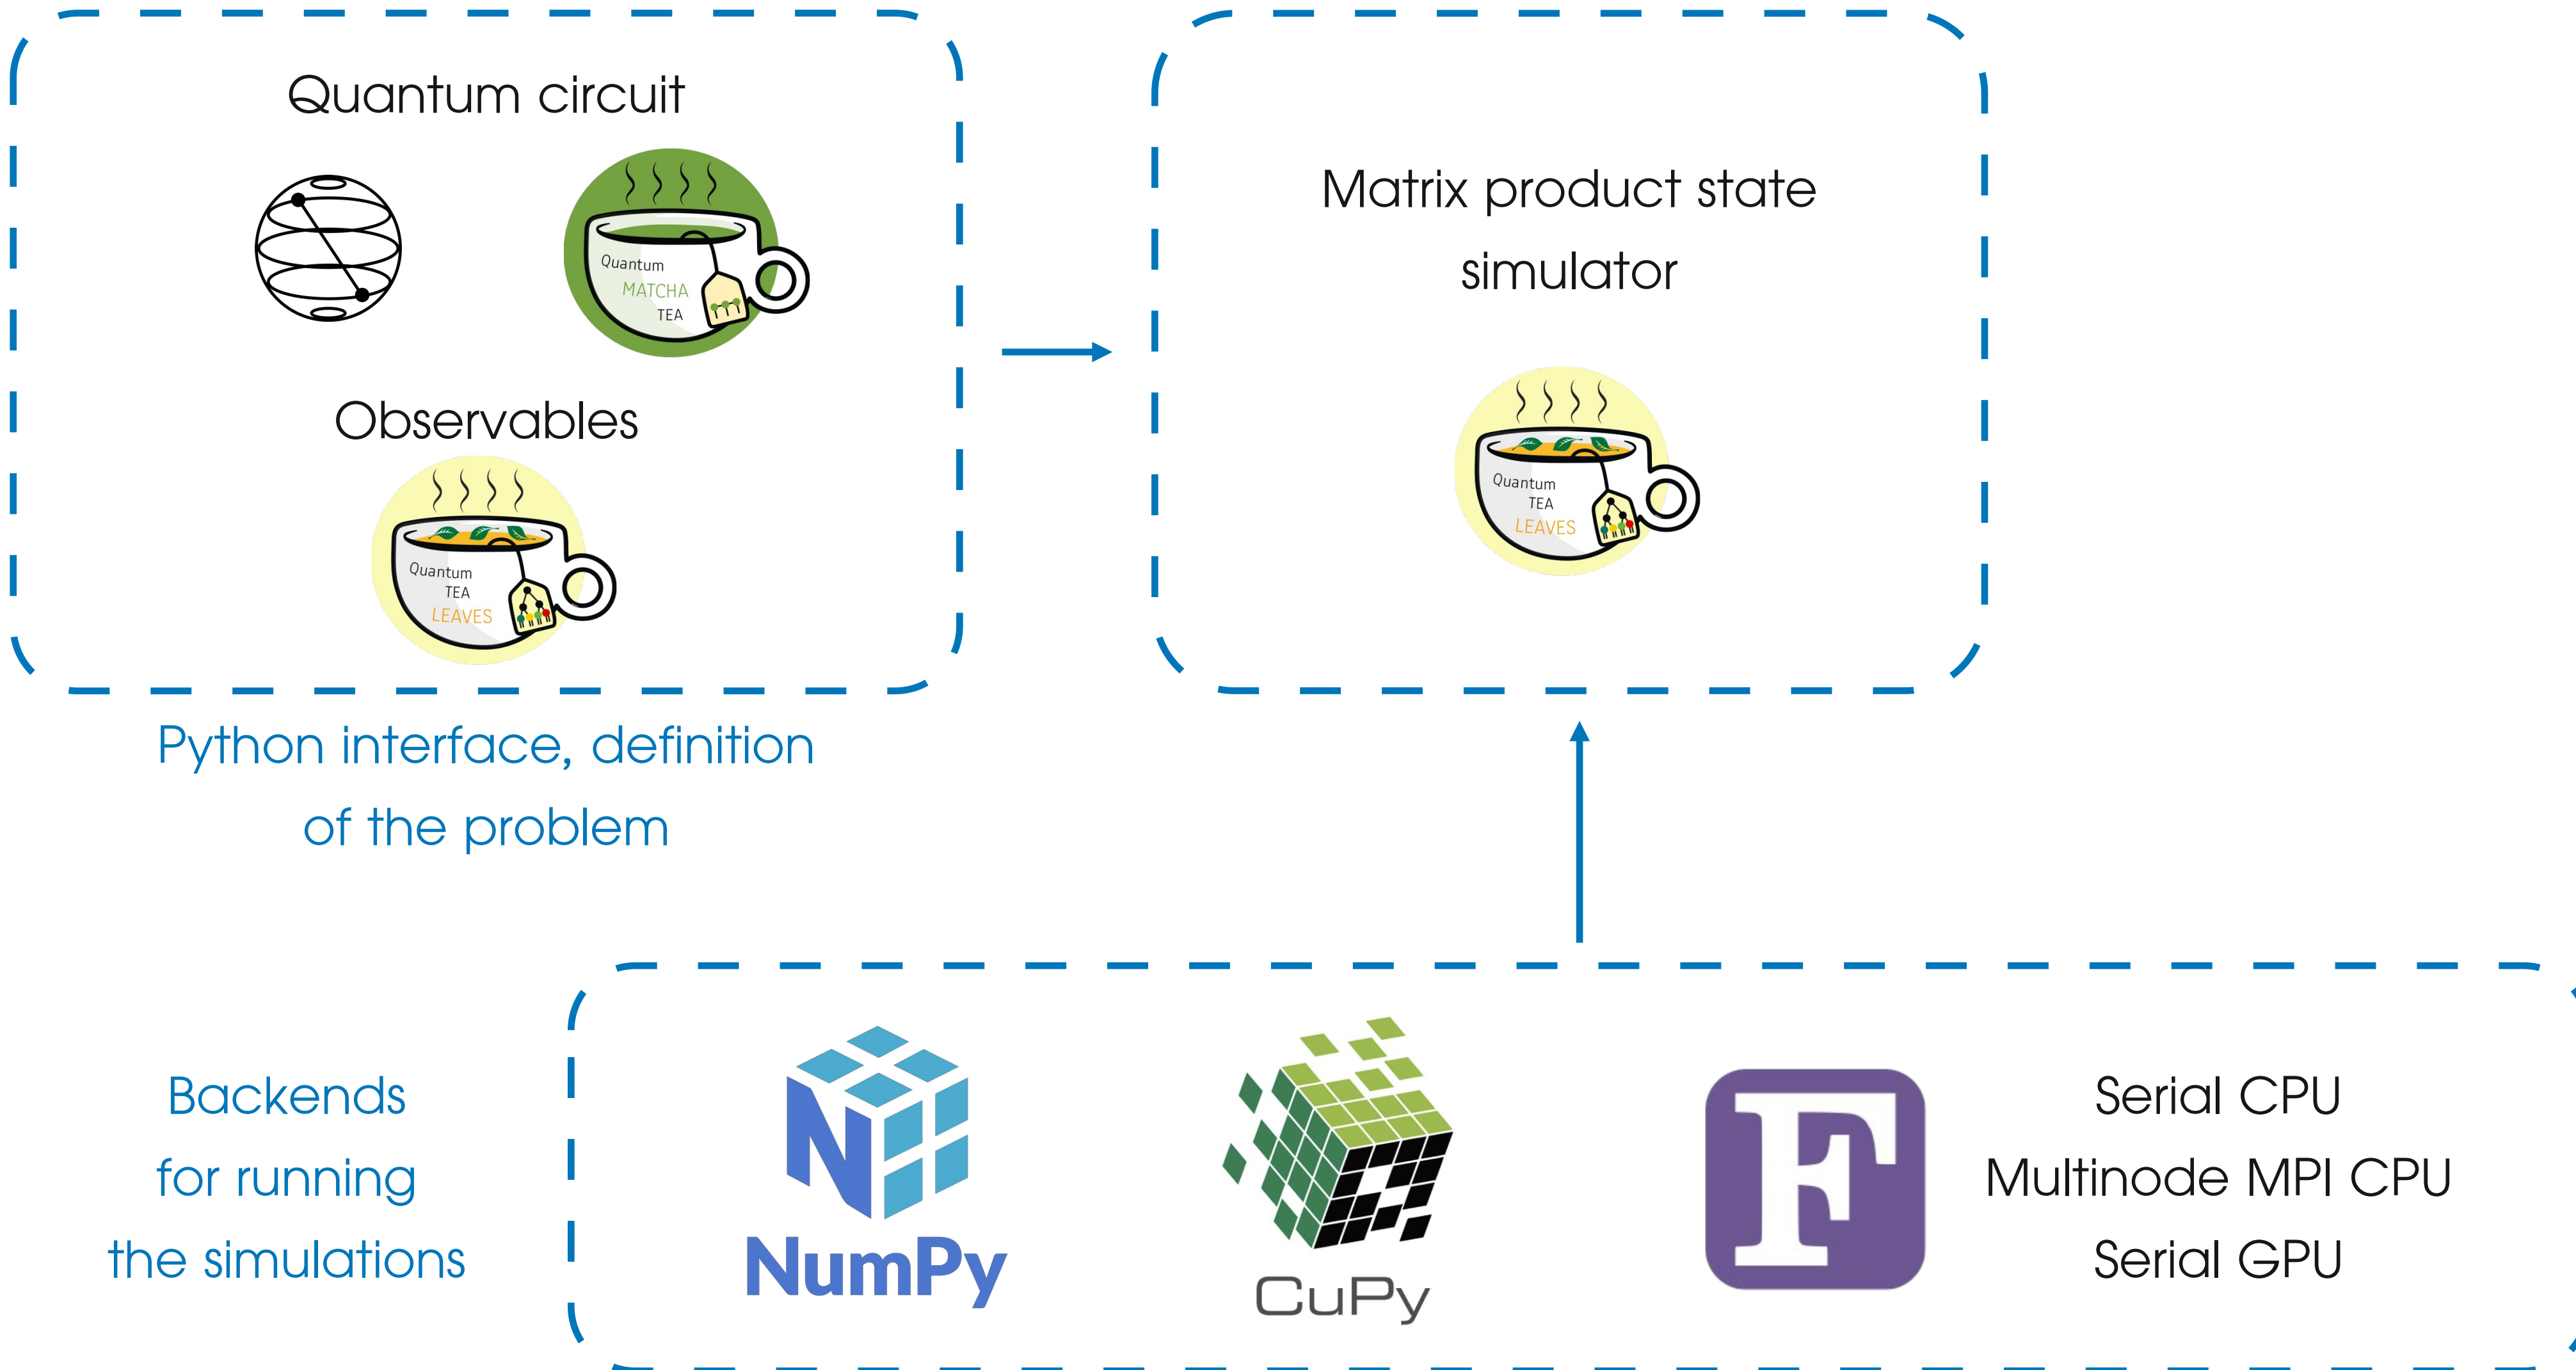 Quantum circuit
Quantum
MATCHA
TEA
Observables
Quantum
TEA
LEAVES
Python interface, definition
of the problem
Matrix product state
simulator
Quantum
TEA
LEAVES
Backends
for running
the simulations
N
NumPy
CuPy
F
Serial CPU
Multinode MPI CPU
Serial GPU